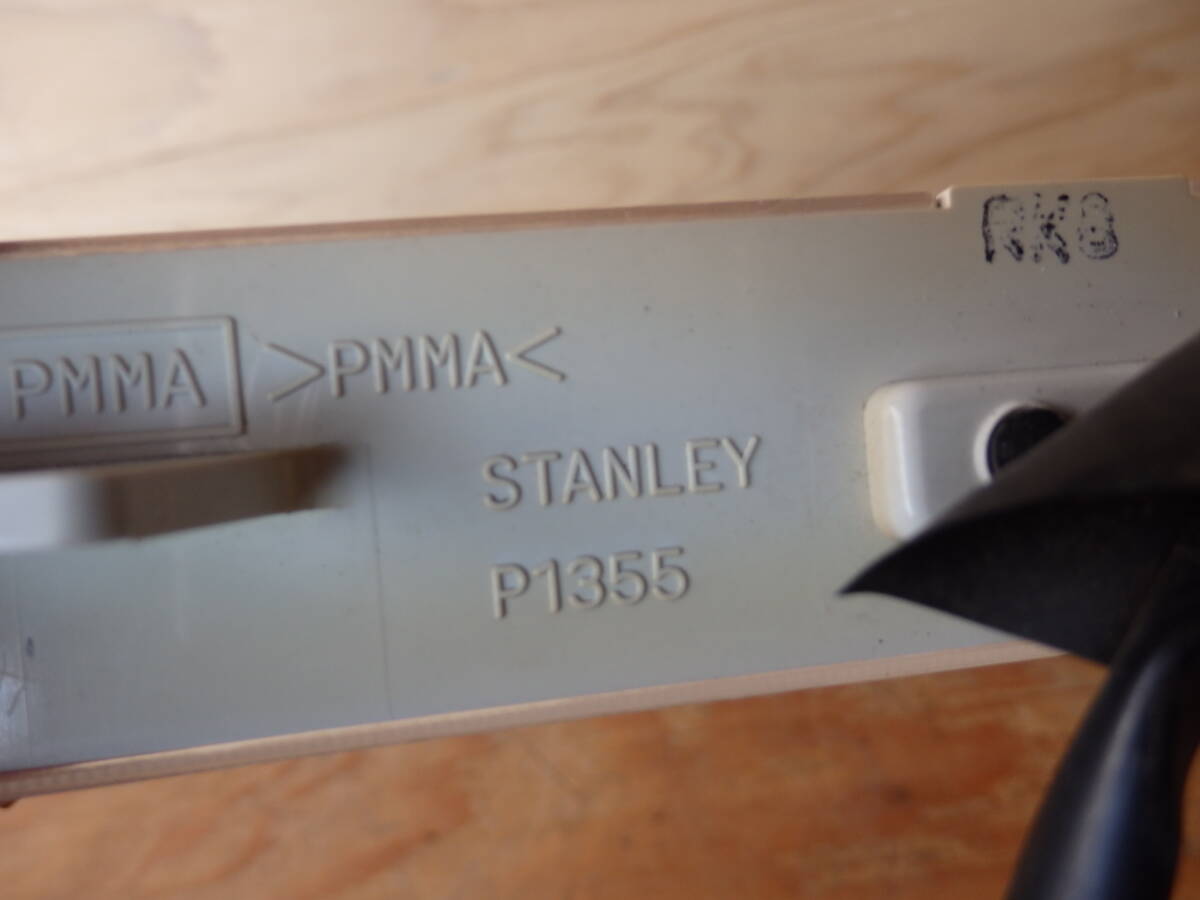 RK8
PMMA >PMMA<
STANLEY
P1355